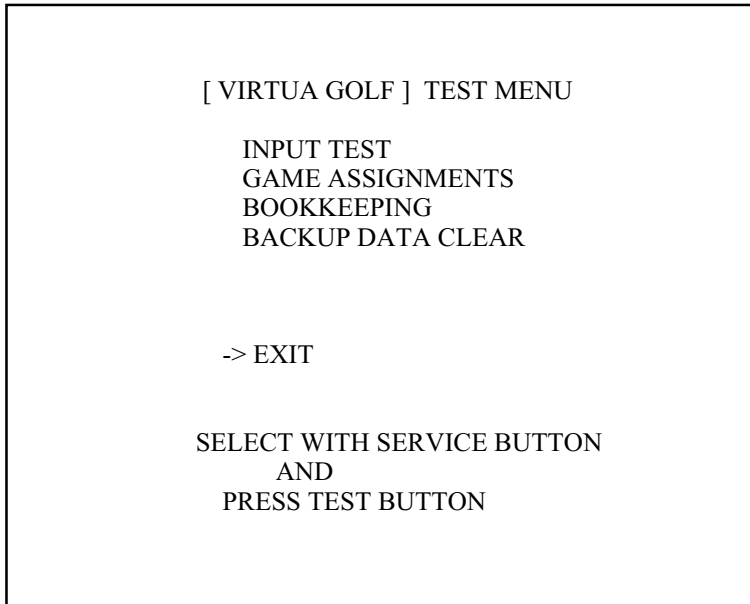 [ VIRTUA GOLF ] TEST MENU
INPUT TEST
GAME ASSIGNMENTS
BOOKKEEPING
BACKUP DATA CLEAR
-> EXIT
SELECT WITH SERVICE BUTTON
AND
PRESS TEST BUTTON